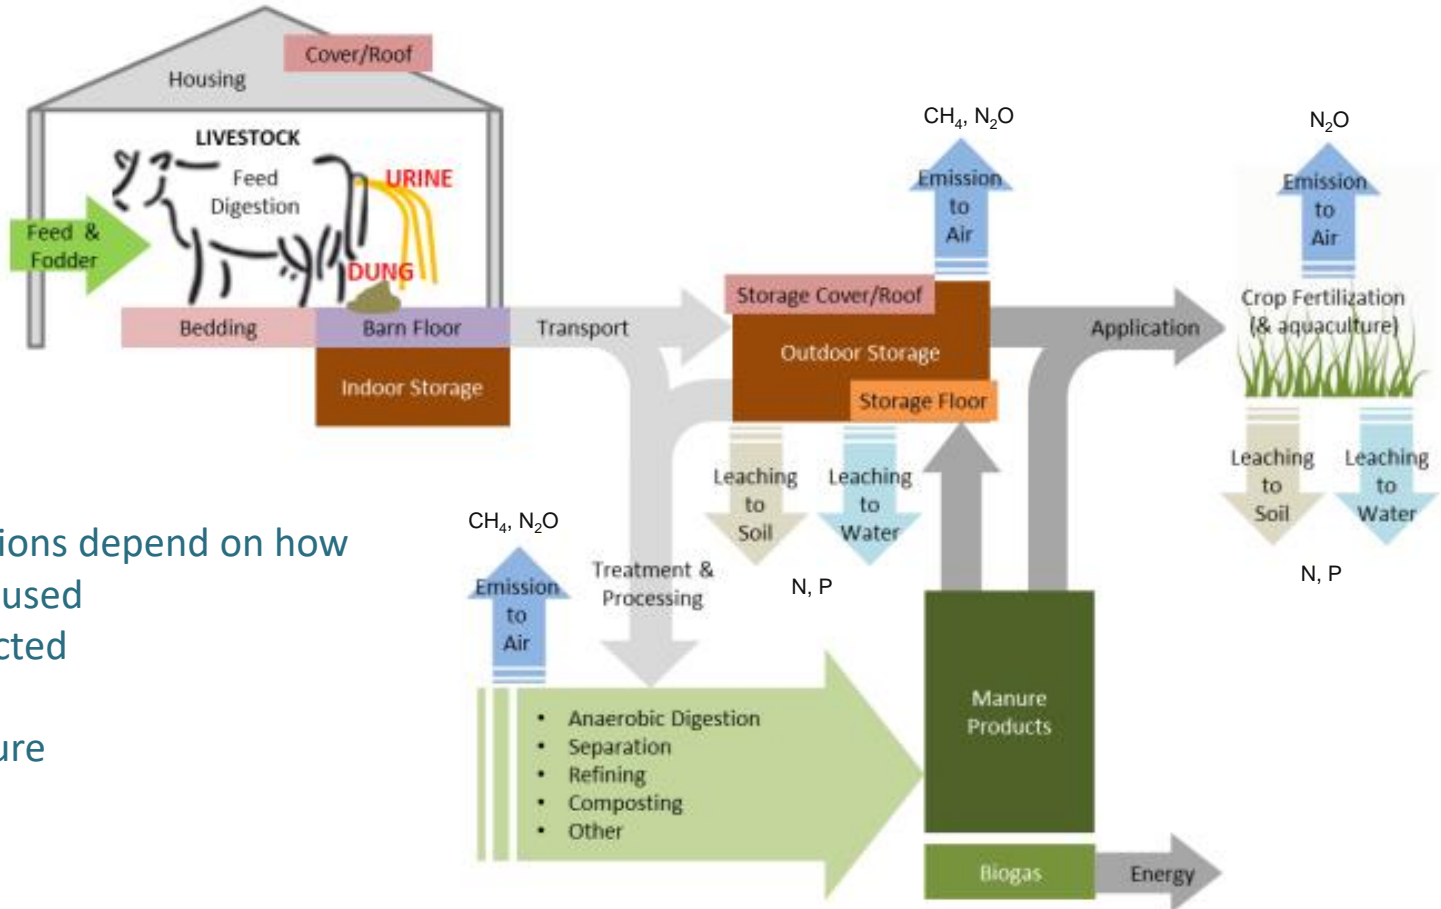 Cover/Roof
Housing
LIVESTOCK
Feed
Digestion
URINE
Feed &
Fodder
DUNG
Bedding
Barn Floor
Indoor Storage
Transport
CH₄, N₂O
Emission
to
Air
Storage Cover/Roof
Outdoor Storage
Storage Floor
Application
N₂O
Emission
to
Air
Crop Fertilization
(& aquaculture)
Leaching
to
Soil
Leaching
to
Water
N, P
Leaching
to
Soil
Leaching
to
Water
N, P
ions depend on how
used
cted
ure
CH₄, N₂O
Emission
to
Air
Treatment &
Processing
• Anaerobic Digestion
• Separation
• Refining
• Composting
• Other
Manure
Products
Biogas
Energy